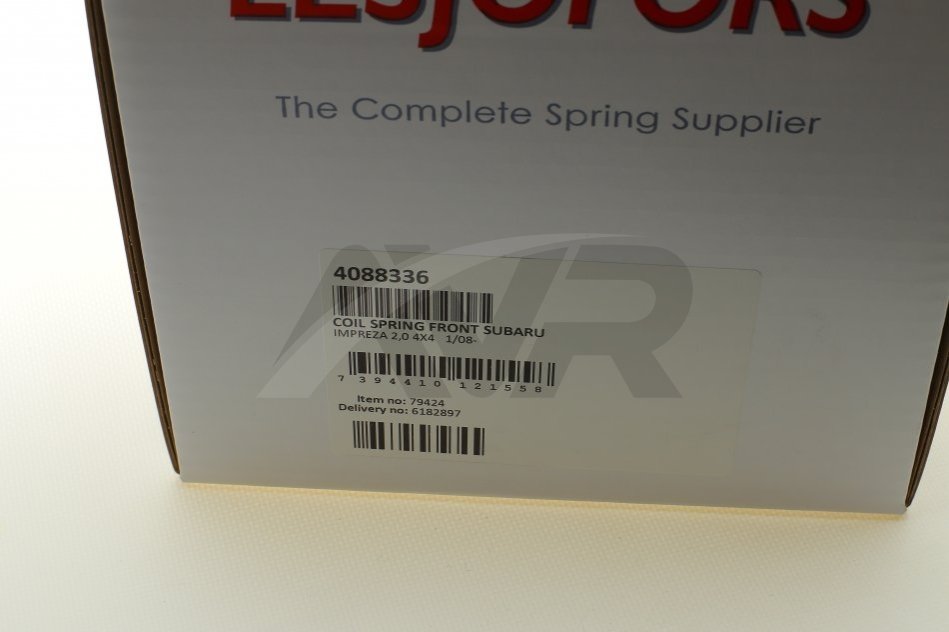 LESJÖFORS
The Complete Spring Supplier
4088336
COIL SPRING FRONT SUBARU
IMPREZA 2,0 4X4 1/08-
7 394410 121558
Item no: 79424
Delivery no: 6182897